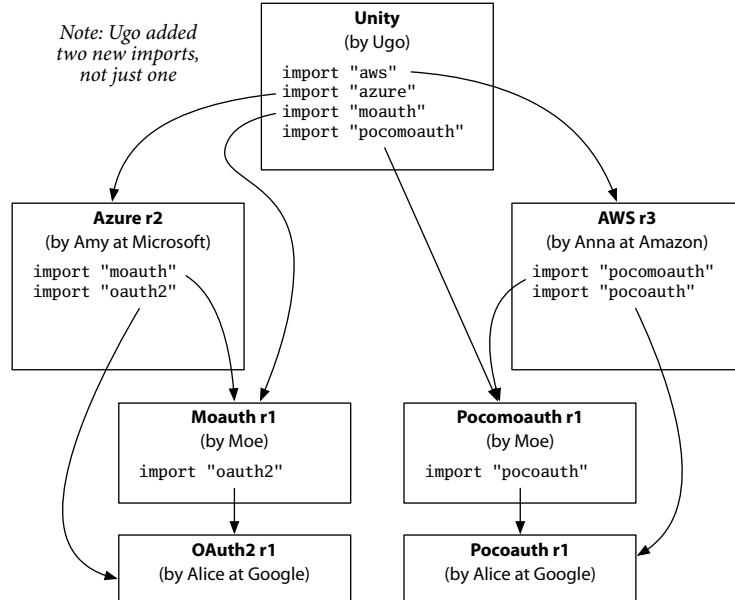 Note: Ugo added
two new imports,
not just one
Unity
(by Ugo)
import "aws"
import "azure"
import "moauth"
import "pocomoauth"
Azure r2
(by Amy at Microsoft)
import "moauth"
import "oauth2"
AWS r3
(by Anna at Amazon)
import "pocomoauth"
import "pocoauth"
Moauth r1
(by Moe)
import "oauth2"
Pocomoauth r1
(by Moe)
import "pocoauth"
OAuth2 r1
(by Alice at Google)
Pocoauth r1
(by Alice at Google)